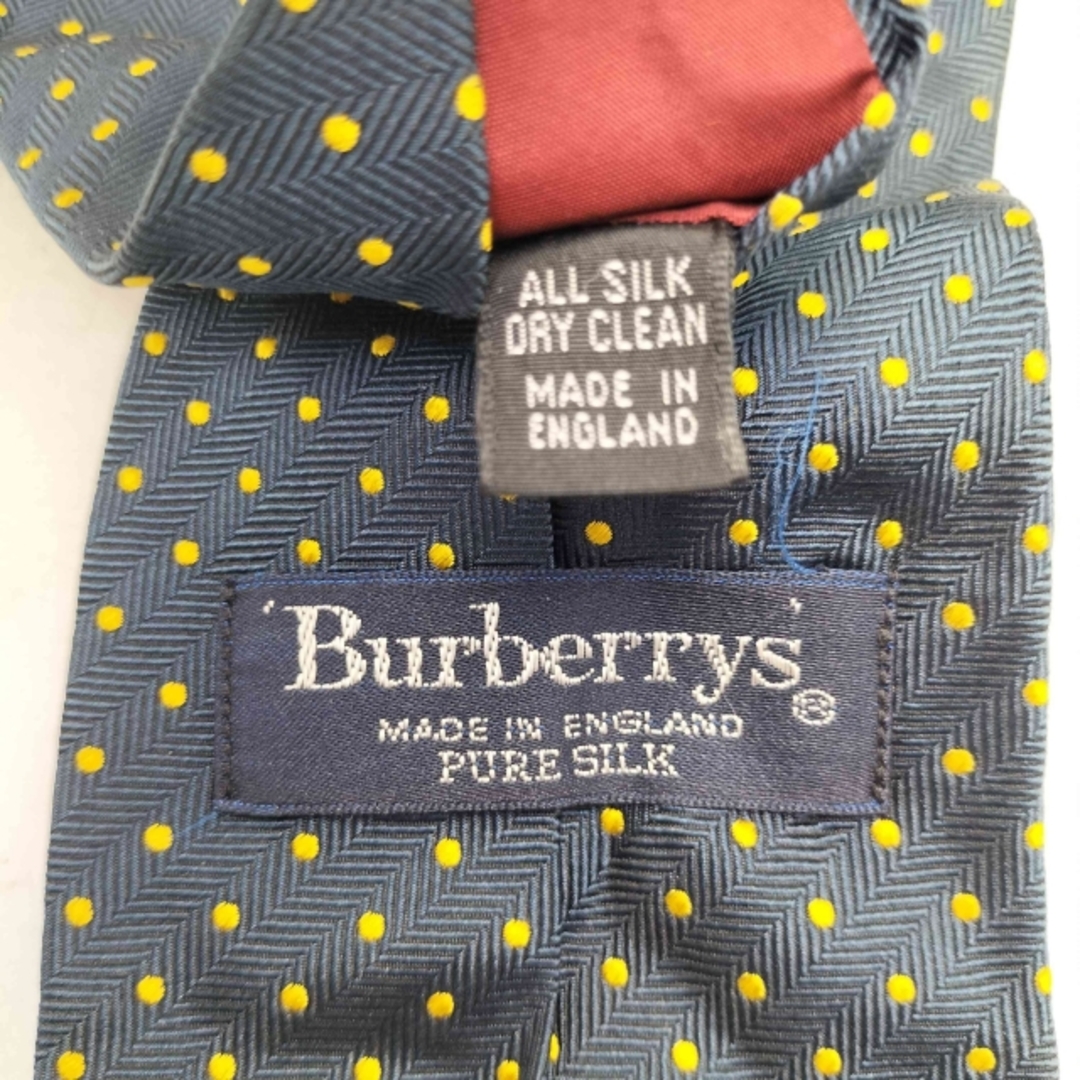 ALL SILK
DRY CLEAN
MADE IN
ENGLAND
'Burberrys'®
MADE IN ENGLAND
PURE SILK